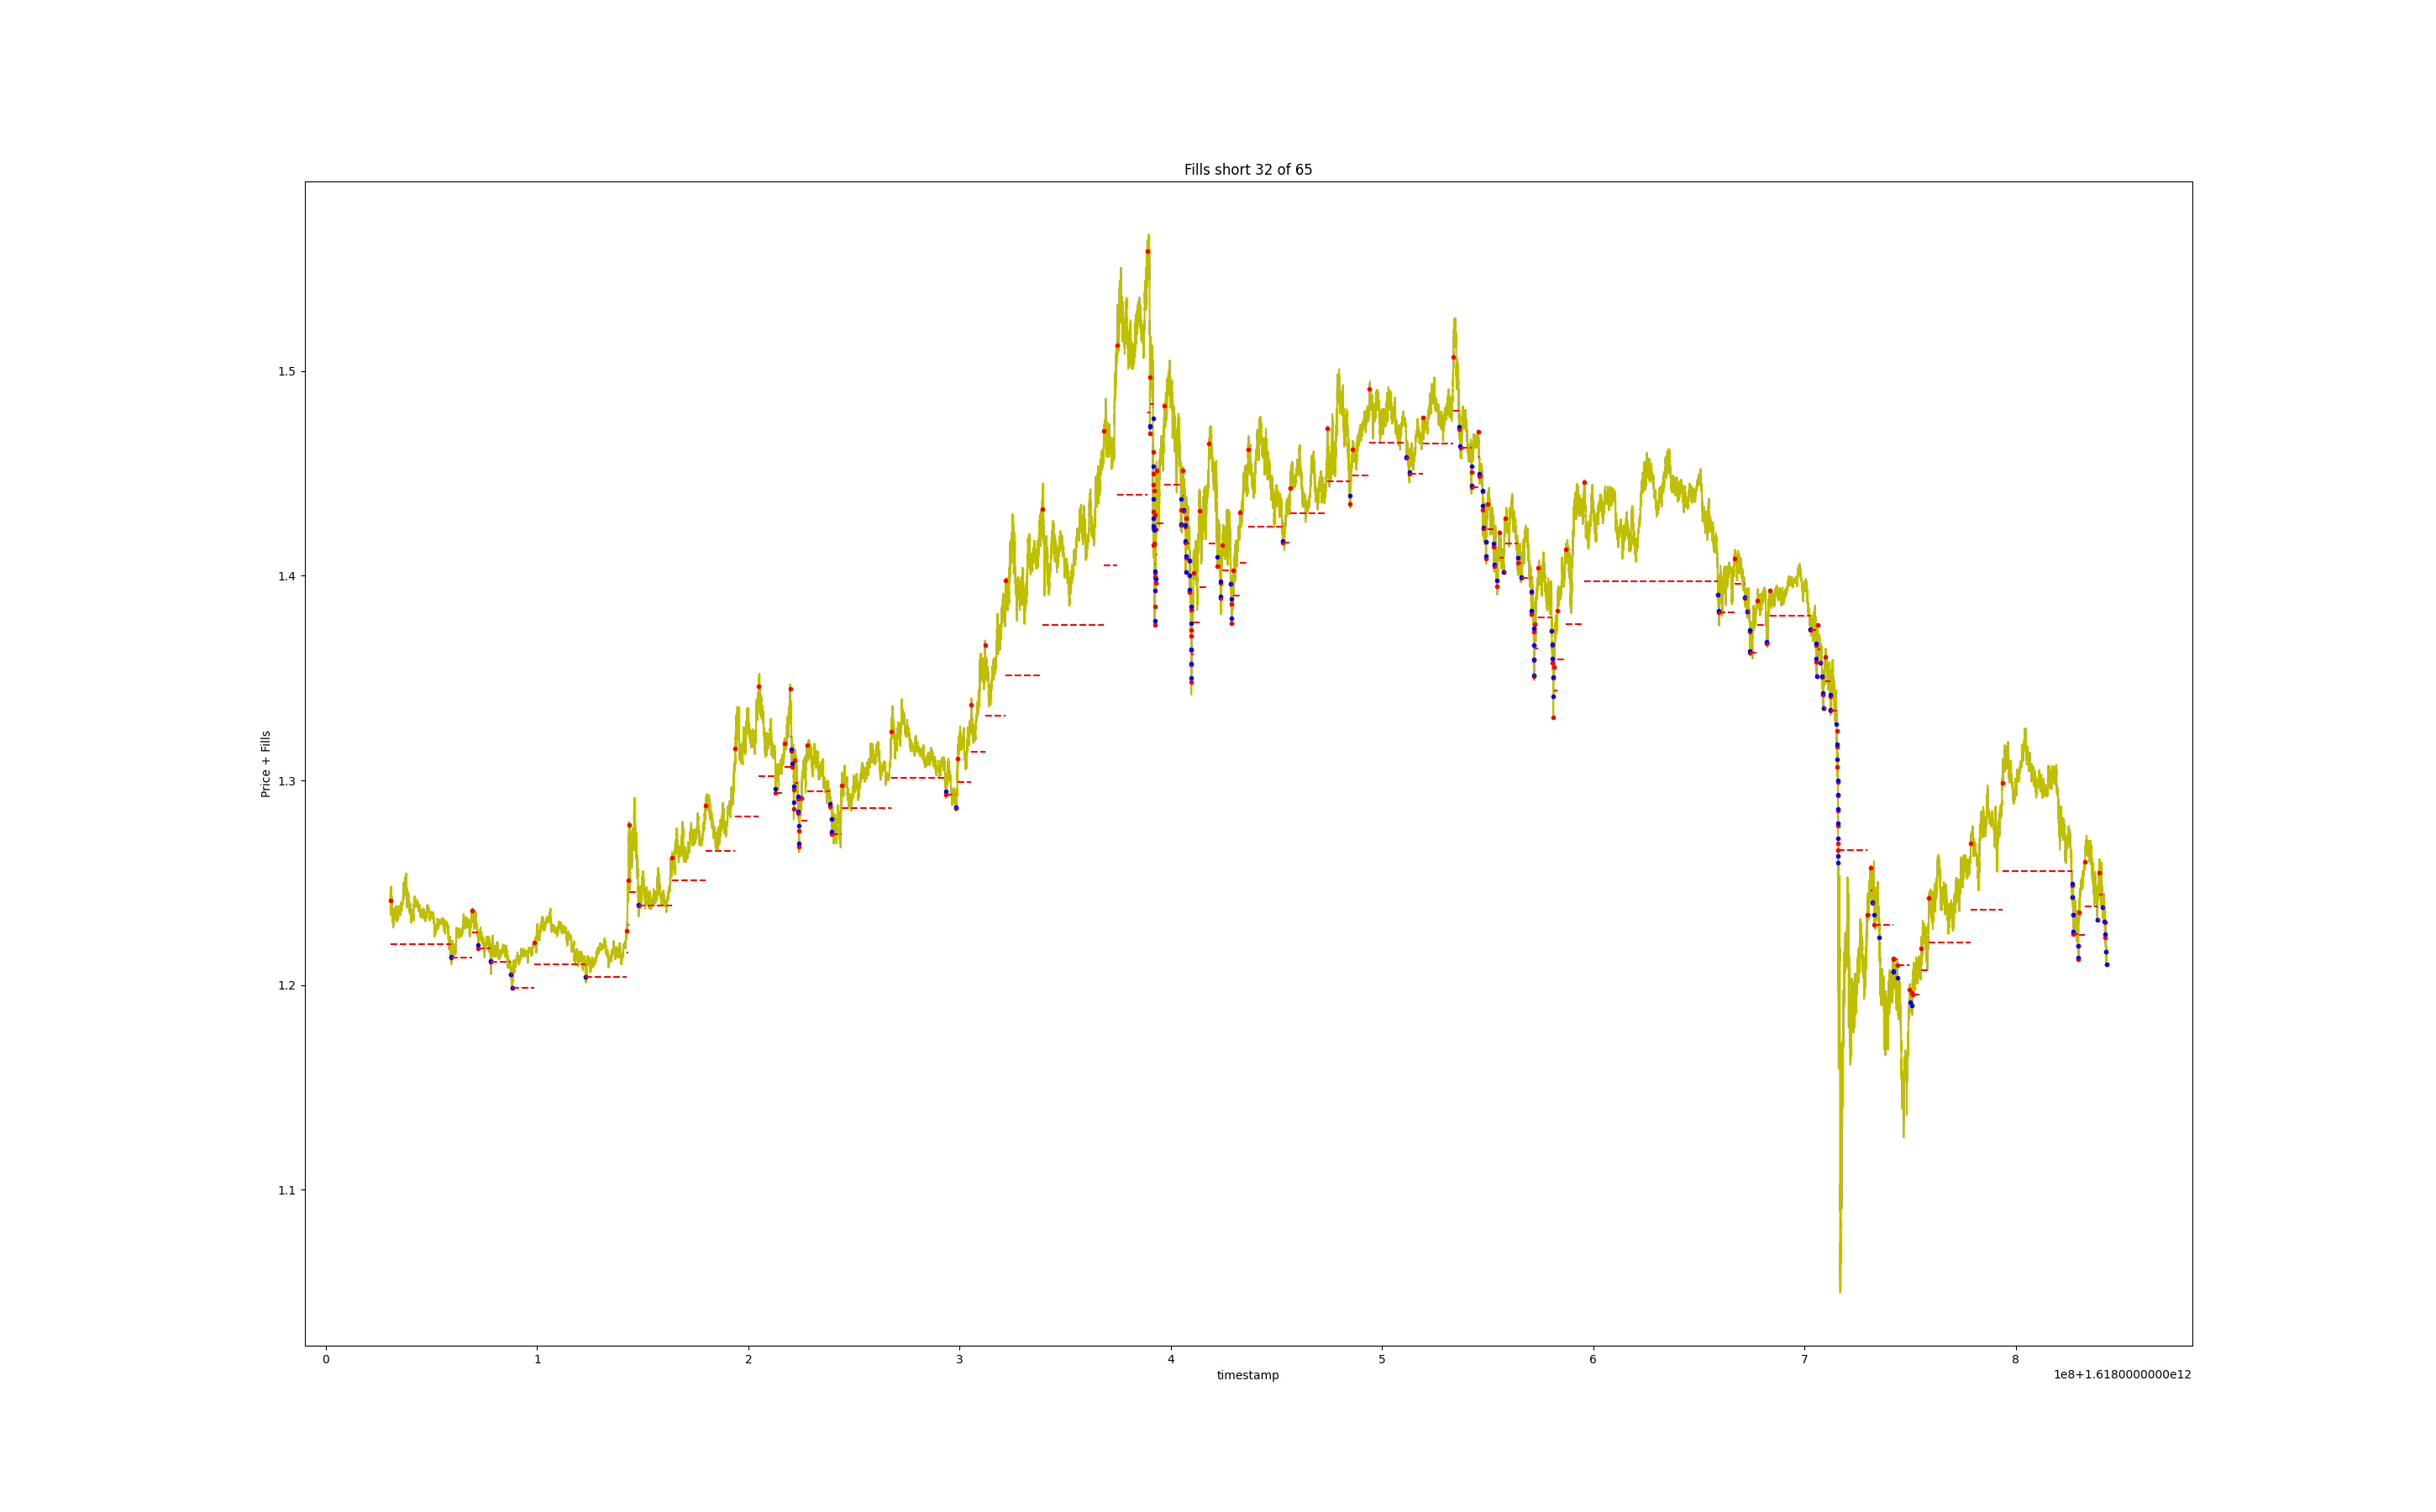 Fills short 32 of 65
Price + Fills
1.5
1.4
1.3
1.2
1.1
0 1 2 3 4 5 6 7 8
timestamp
1e8+1.6180000000e12